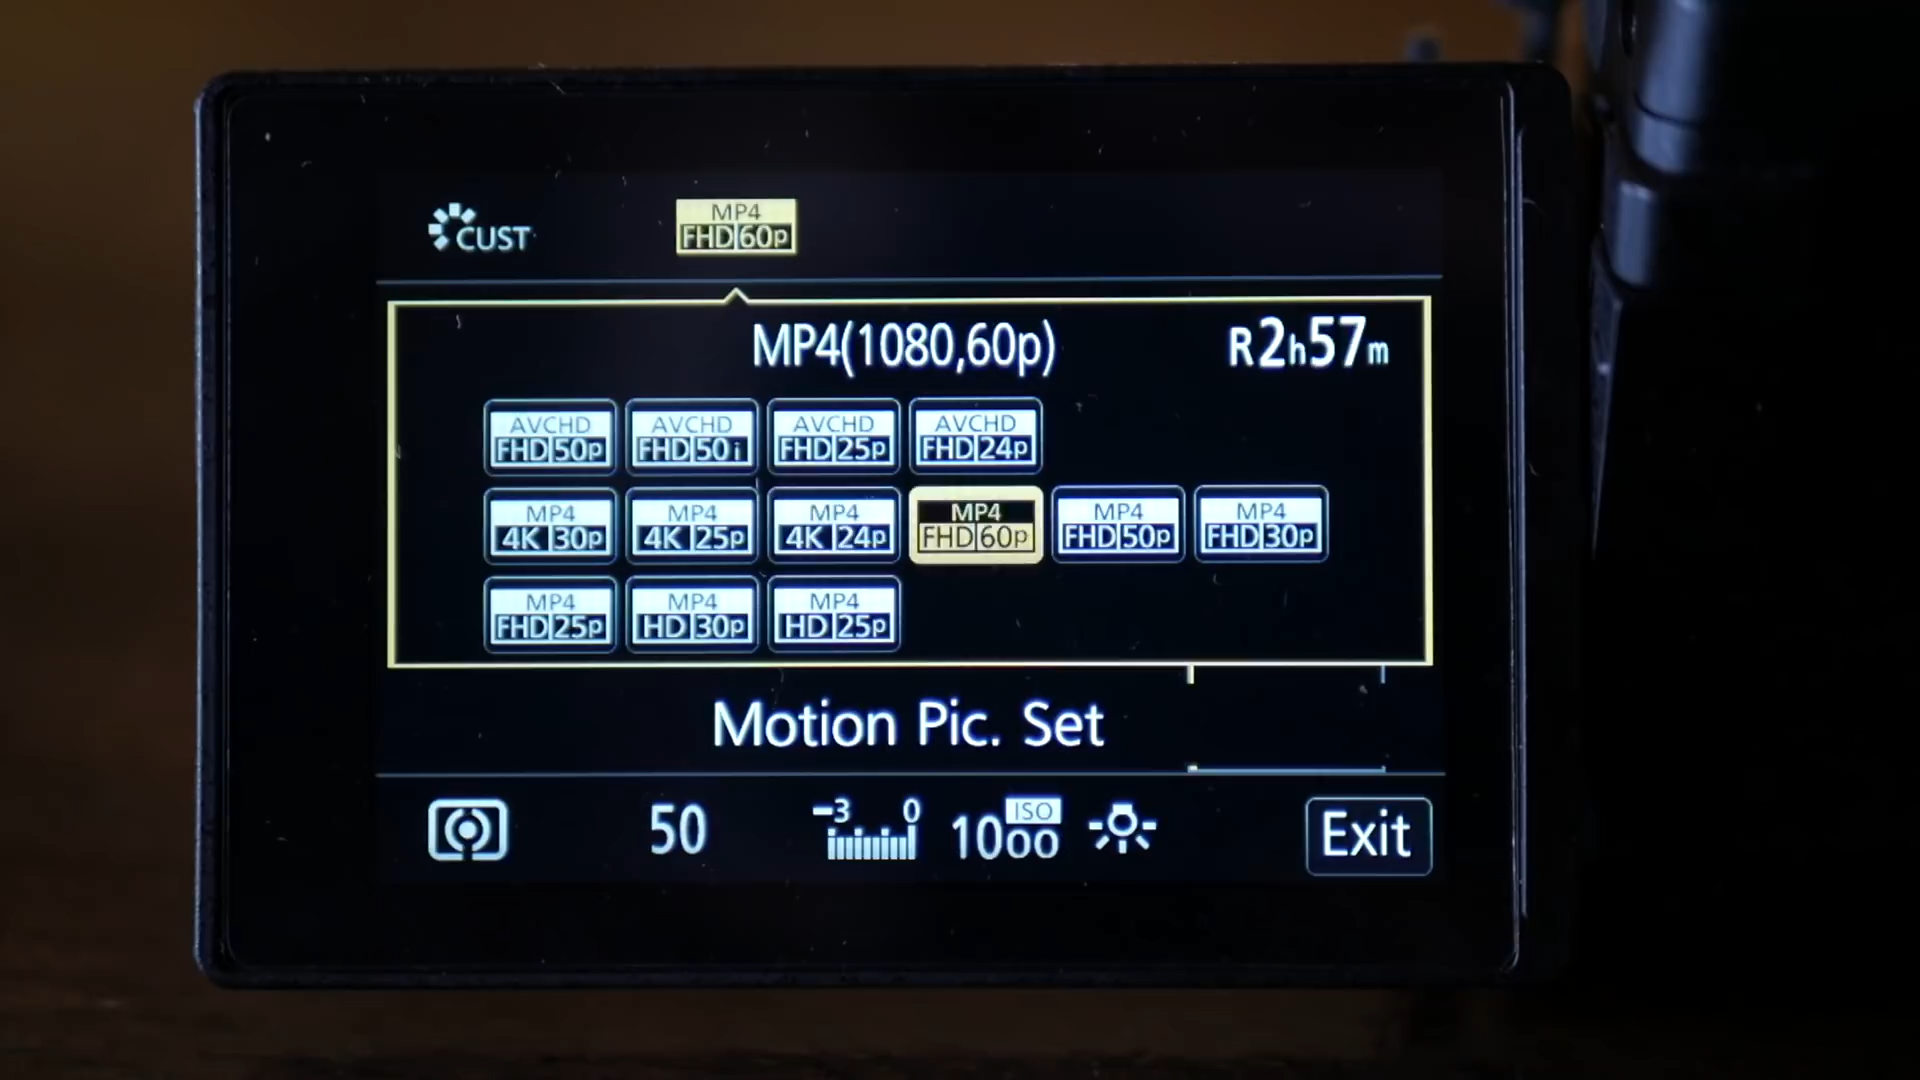 CUST
MP4
FHD 60p
MP4(1080,60p) R2h57m
AVCHD AVCHD AVCHD AVCHD
FHD 50p FHD 50i FHD 25p FHD 24p
MP4 MP4 MP4 MP4 MP4 MP4
4K 30p 4K 25p 4K 24p FHD 60p FHD 50p FHD 30p
MP4 MP4 MP4
FHD 25p HD 30p HD 25p
Motion Pic. Set
50 -3 0 1000 ISO Exit